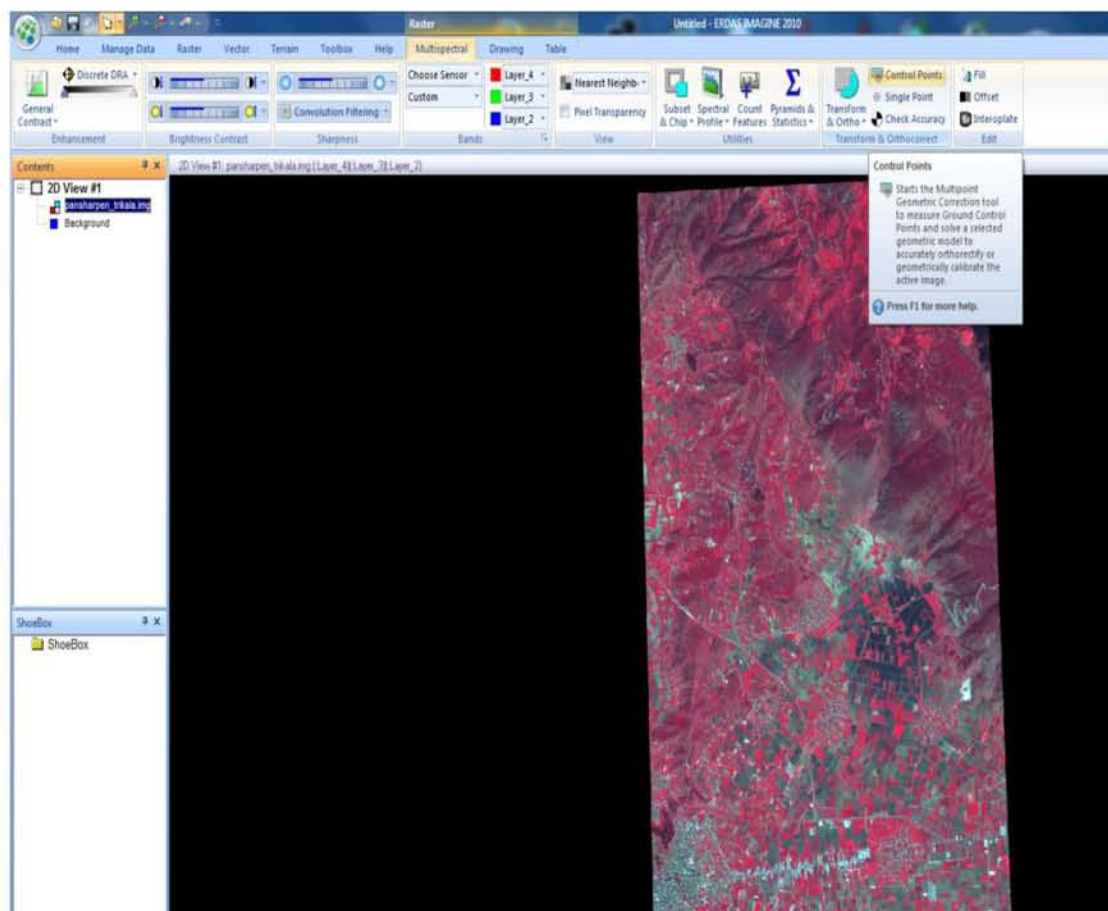 Raster
Untitled - ERDAS IMAGINE 2010
Home Manage Data Raster Vector Terrain Toolbox Help Multispectral Drawing Table
Discrete DRA
General
Contrast
Enhancement
Brightness Contrast
Convolution Filtering
Sharpness
Choose Sensor
Custom
Layer_4
Layer_3
Layer_2
Bands
Nearest Neighb-
Pixel Transparency
View
Subset
& Chip
Spectral
Profile
Count
Features
Pyramids &
Statistics
Utilities
Transform
& Ortho
Control Points
Single Point
Check Accuracy
Transform & Orthocorrect
Fill
Offset
Interoplate
Edit
Contents
2D View #1
pansharpen_trikala.img
Background
2D View #1: pansharpen_trikala.img (:Layer_4)(:Layer_3)(:Layer_2)
Control Points
Starts the Multipoint
Geometric Correction tool
to measure Ground Control
Points and solve a selected
geometric model to
accurately orthorectify or
geometrically calibrate the
active image.
Press F1 for more help.
ShoeBox
ShoeBox